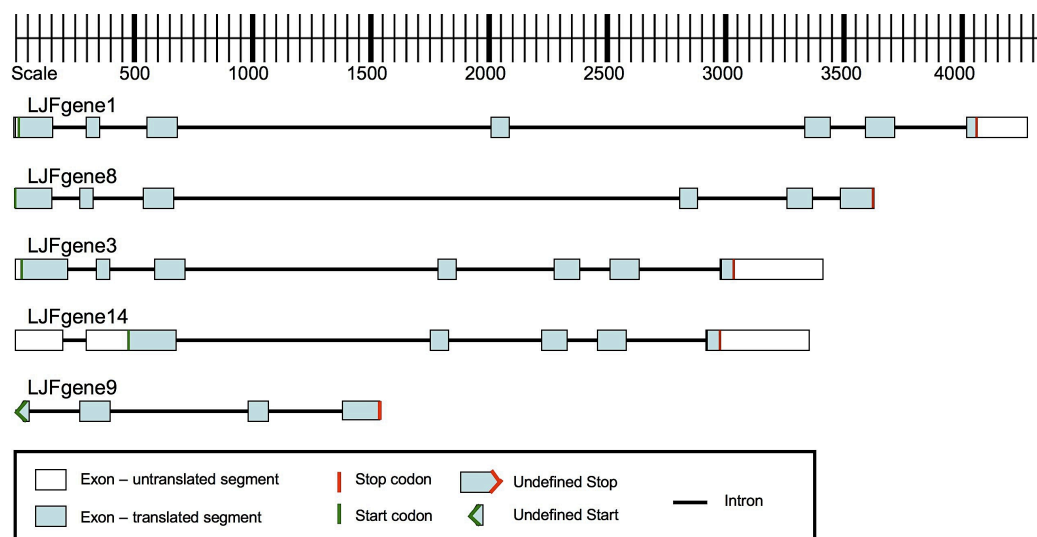 Scale 500 1000 1500 2000 2500 3000 3500 4000
LJFgene1
LJFgene8
LJFgene3
LJFgene14
LJFgene9
Exon – untranslated segment Stop codon Undefined Stop Intron
Exon – translated segment Start codon Undefined Start